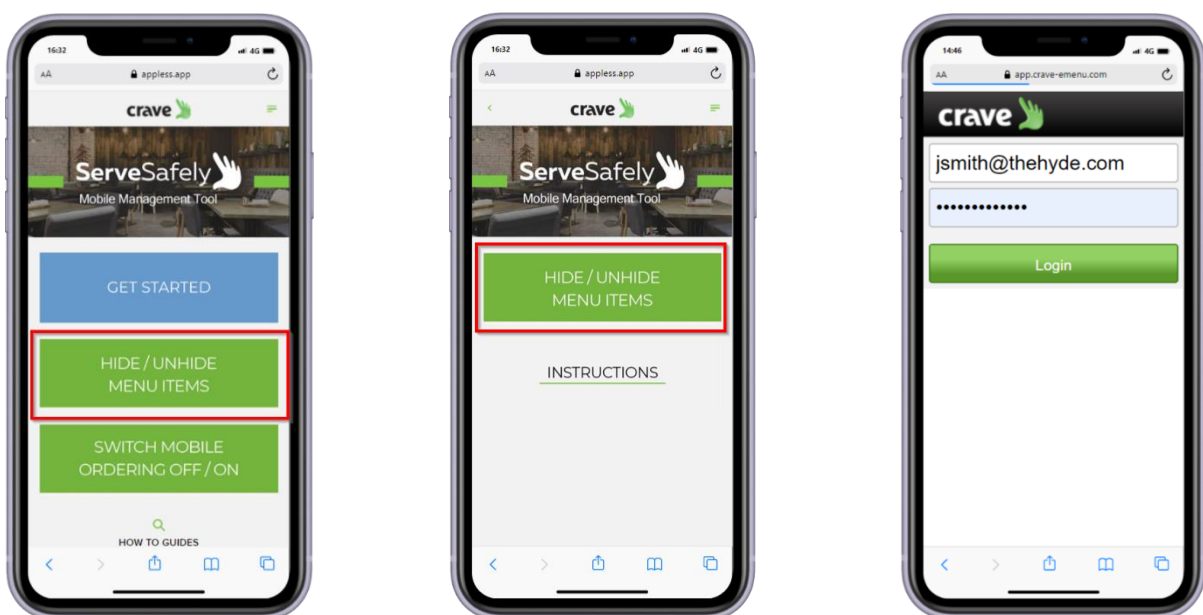 16:32
4G
AA
appless.app
crave
ServeSafely
Mobile Management Tool
GET STARTED
HIDE / UNHIDE
MENU ITEMS
SWITCH MOBILE
ORDERING OFF / ON
HOW TO GUIDES
16:32
4G
AA
appless.app
crave
ServeSafely
Mobile Management Tool
HIDE / UNHIDE
MENU ITEMS
INSTRUCTIONS
14:46
4G
AA
app.crave-emenu.com
crave
jsmith@thehyde.com
•••••••••••••
Login